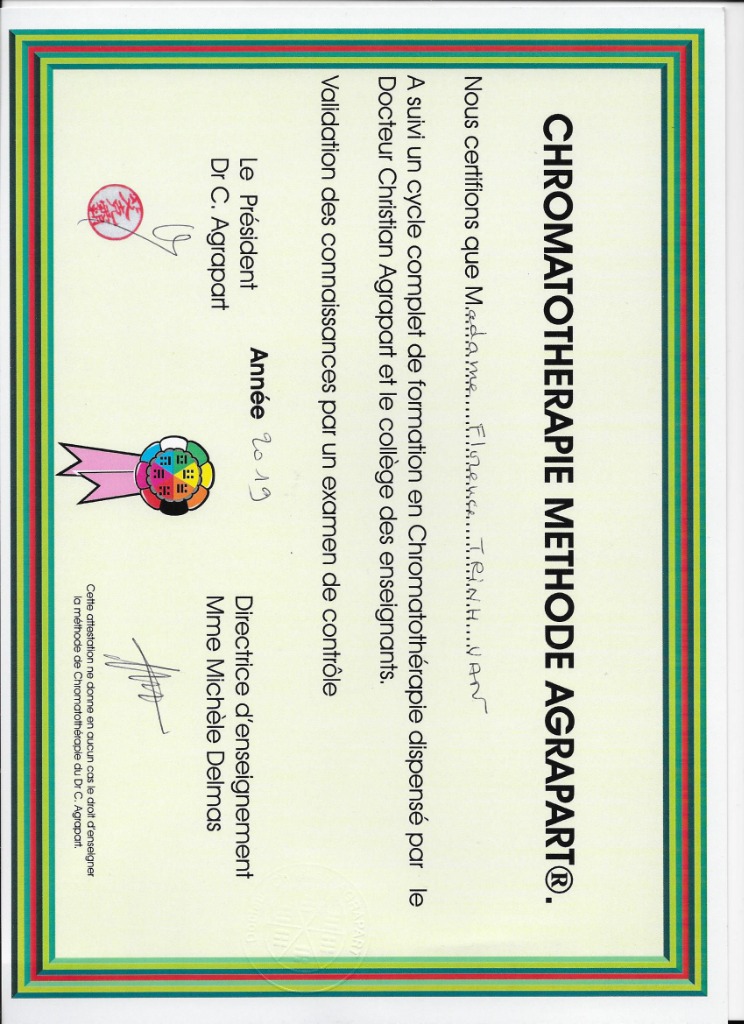 CHROMATOTHERAPIE METHODE AGRAPART®.
Nous certifions que Madame Florence TRINH VAN
A suivi un cycle complet de formation en Chromatothérapie dispensé par le
Docteur Christian Agrapart et le collège des enseignants.
Validation des connaissances par un examen de contrôle
Le Président
Dr C. Agrapart
Année 2019
Directrice d'enseignement
Mme Michèle Delmas
Cette attestation ne donne en aucun cas le droit d'enseigner
la méthode de Chromatothérapie du Dr C. Agrapart.